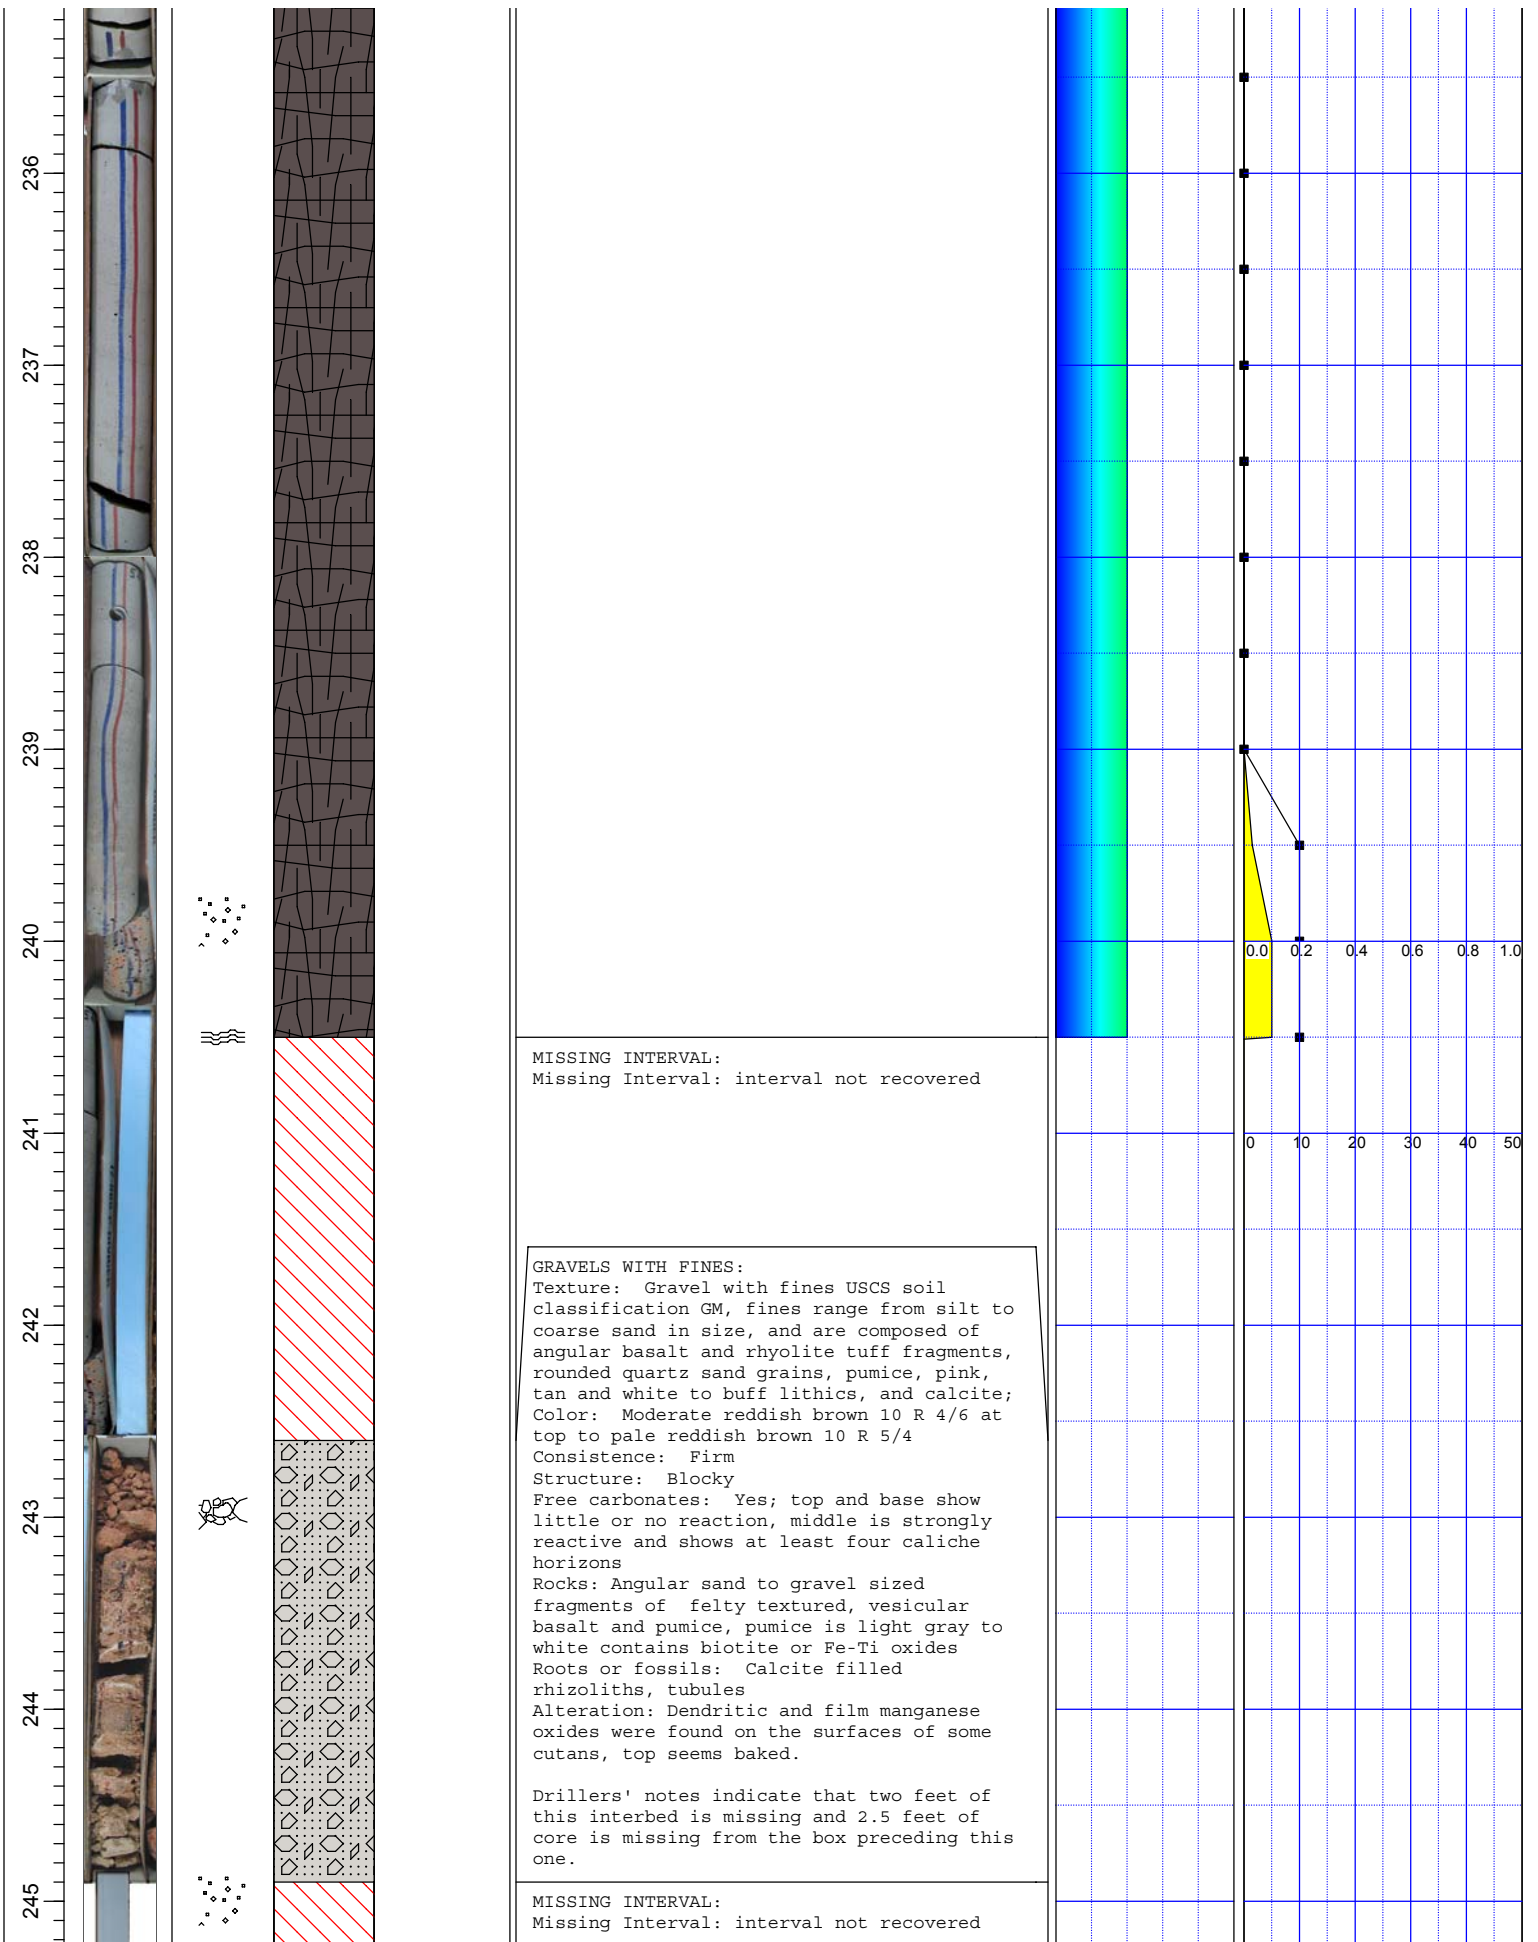 236
237
238
239
240
0.0 0.2 0.4 0.6 0.8 1.0
MISSING INTERVAL:
Missing Interval: interval not recovered
241
0 10 20 30 40 50
GRAVELS WITH FINES:
Texture: Gravel with fines USCS soil
classification GM, fines range from silt to
coarse sand in size, and are composed of
angular basalt and rhyolite tuff fragments,
rounded quartz sand grains, pumice, pink,
tan and white to buff lithics, and calcite;
Color: Moderate reddish brown 10 R 4/6 at
top to pale reddish brown 10 R 5/4
Consistence: Firm
Structure: Blocky
Free carbonates: Yes; top and base show
little or no reaction, middle is strongly
reactive and shows at least four caliche
horizons
Rocks: Angular sand to gravel sized
fragments of felty textured, vesicular
basalt and pumice, pumice is light gray to
white contains biotite or Fe-Ti oxides
Roots or fossils: Calcite filled
rhizoliths, tubules
Alteration: Dendritic and film manganese
oxides were found on the surfaces of some
cutans, top seems baked.
Drillers' notes indicate that two feet of
this interbed is missing and 2.5 feet of
core is missing from the box preceding this
one.
242
243
244
245
MISSING INTERVAL:
Missing Interval: interval not recovered